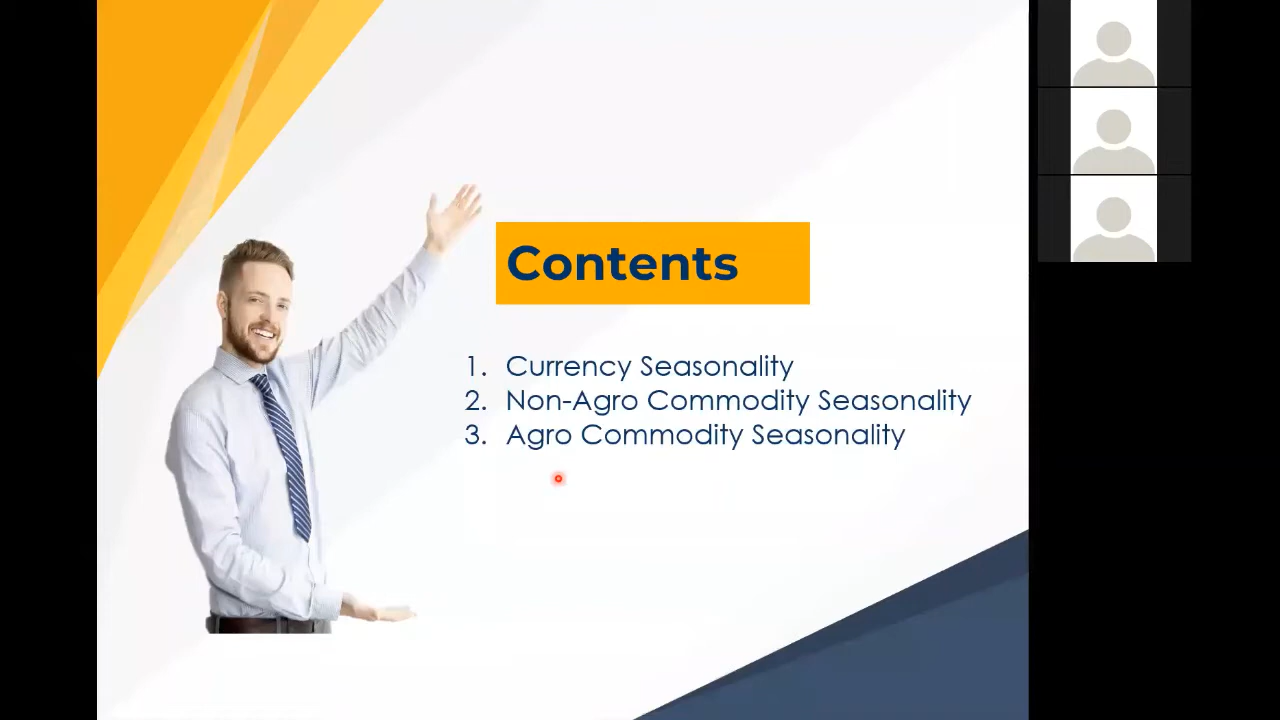 Contents
1. Currency Seasonality
2. Non-Agro Commodity Seasonality
3. Agro Commodity Seasonality